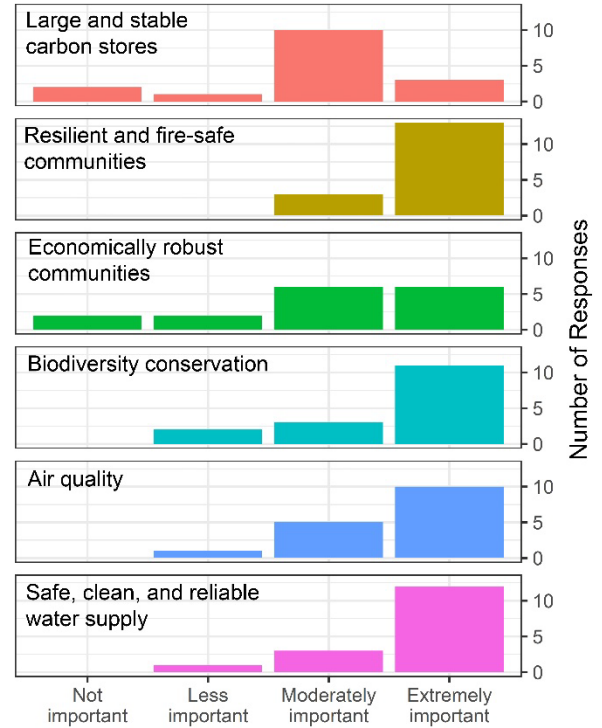 Large and stable
carbon stores
10
5
0
Resilient and fire-safe
communities
10
5
0
Economically robust
communities
10
5
0
Biodiversity conservation
10
5
0
Air quality
10
5
0
Safe, clean, and reliable
water supply
10
5
0
Number of Responses
Not
important
Less
important
Moderately
important
Extremely
important